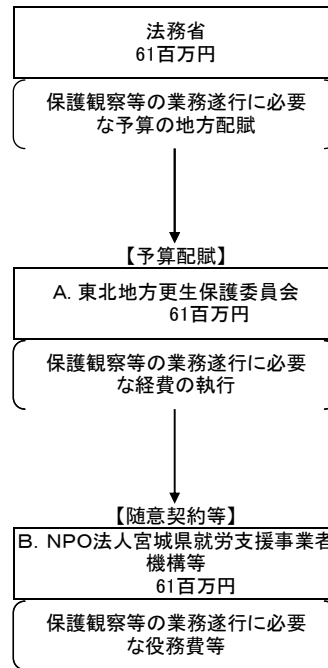 法務省
61百万円
保護観察等の業務遂行に必要
な予算の地方配賦
【予算配賦】
A. 東北地方更生保護委員会
61百万円
保護観察等の業務遂行に必要
な経費の執行
【随意契約等】
B. NPO法人宮城県就労支援事業者
機構等
61百万円
保護観察等の業務遂行に必要
な役務費等